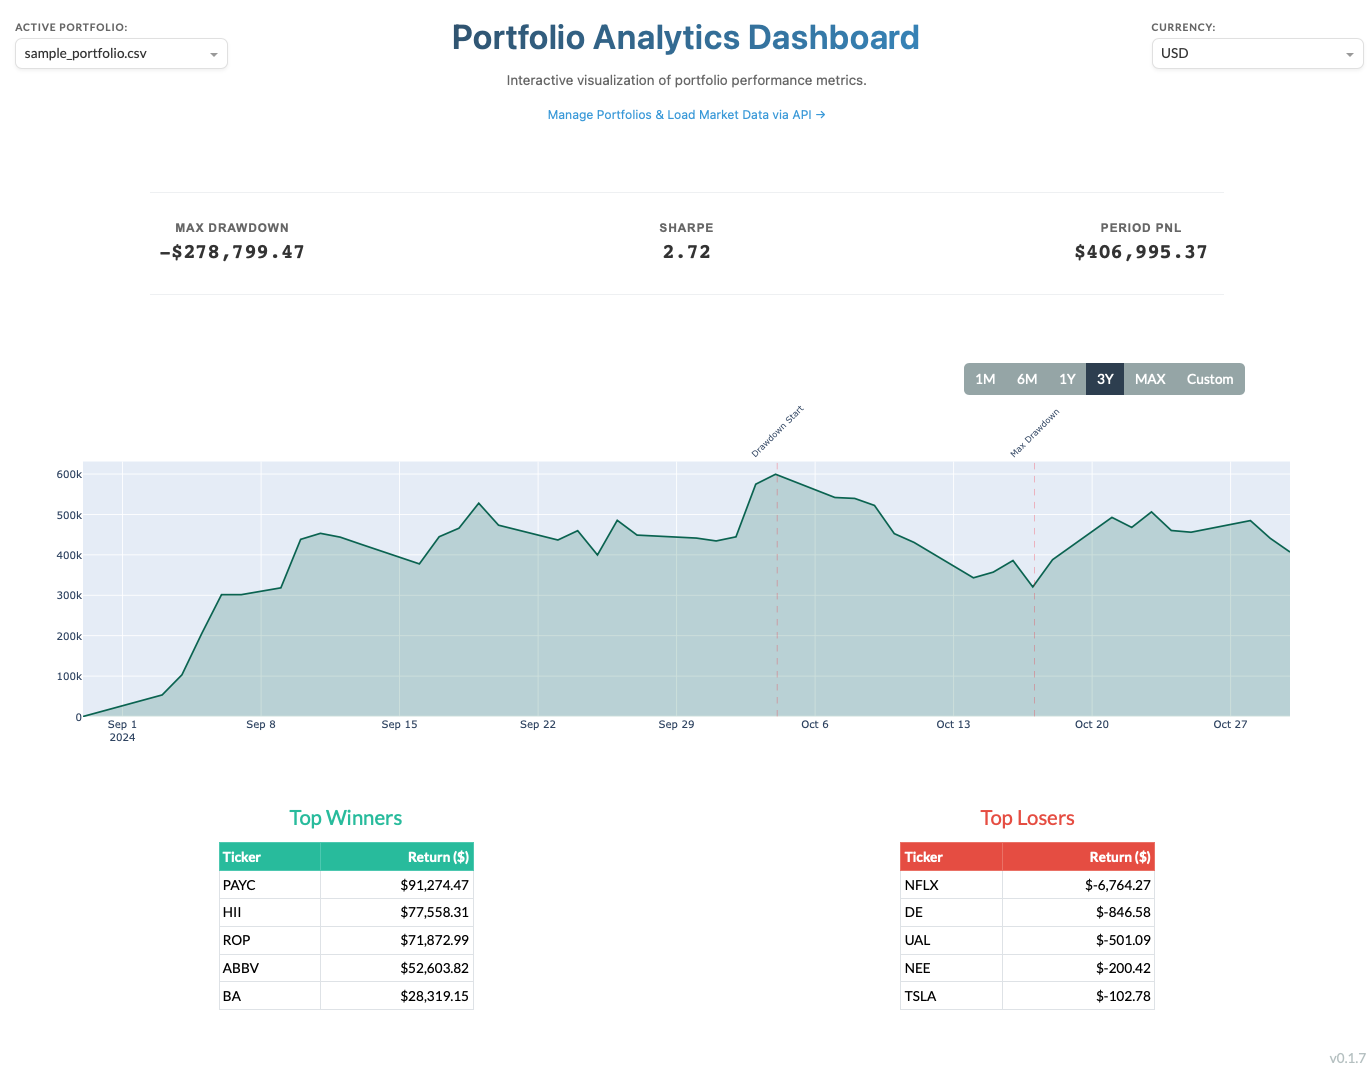 ACTIVE PORTFOLIO:
sample_portfolio.csv
Portfolio Analytics Dashboard
Interactive visualization of portfolio performance metrics.
Manage Portfolios & Load Market Data via API →
CURRENCY:
USD
MAX DRAWDOWN
−$278,799.47
SHARPE
2.72
PERIOD PNL
$406,995.37
1M 6M 1Y 3Y MAX Custom
Drawdown Start
Max Drawdown
600k
500k
400k
300k
200k
100k
0
Sep 1 Sep 8 Sep 15 Sep 22 Sep 29 Oct 6 Oct 13 Oct 20 Oct 27
2024
Top Winners
Ticker Return ($)
PAYC $91,274.47
HII $77,558.31
ROP $71,872.99
ABBV $52,603.82
BA $28,319.15
Top Losers
Ticker Return ($)
NFLX $-6,764.27
DE $-846.58
UAL $-501.09
NEE $-200.42
TSLA $-102.78
v0.1.7